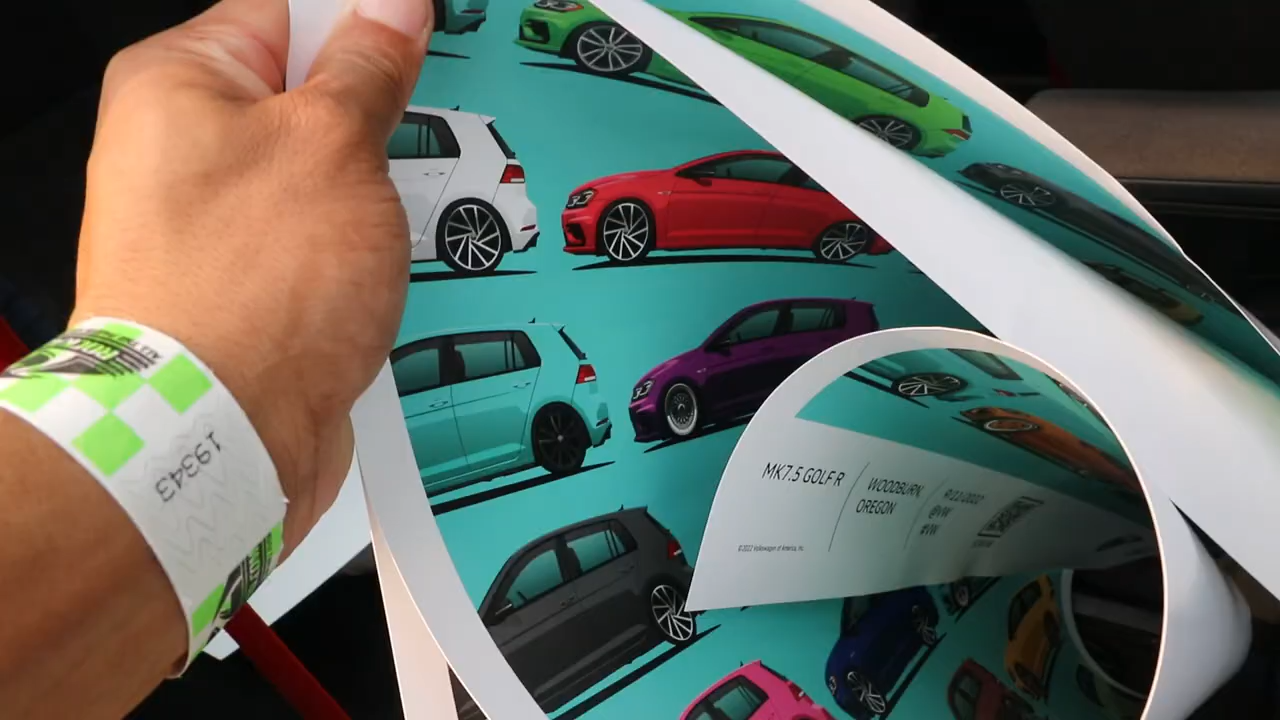 19343
MK7.5 GOLF R
WOODBURN,
OREGON
@VW
#VW
©2022 Volkswagen of America, Inc.